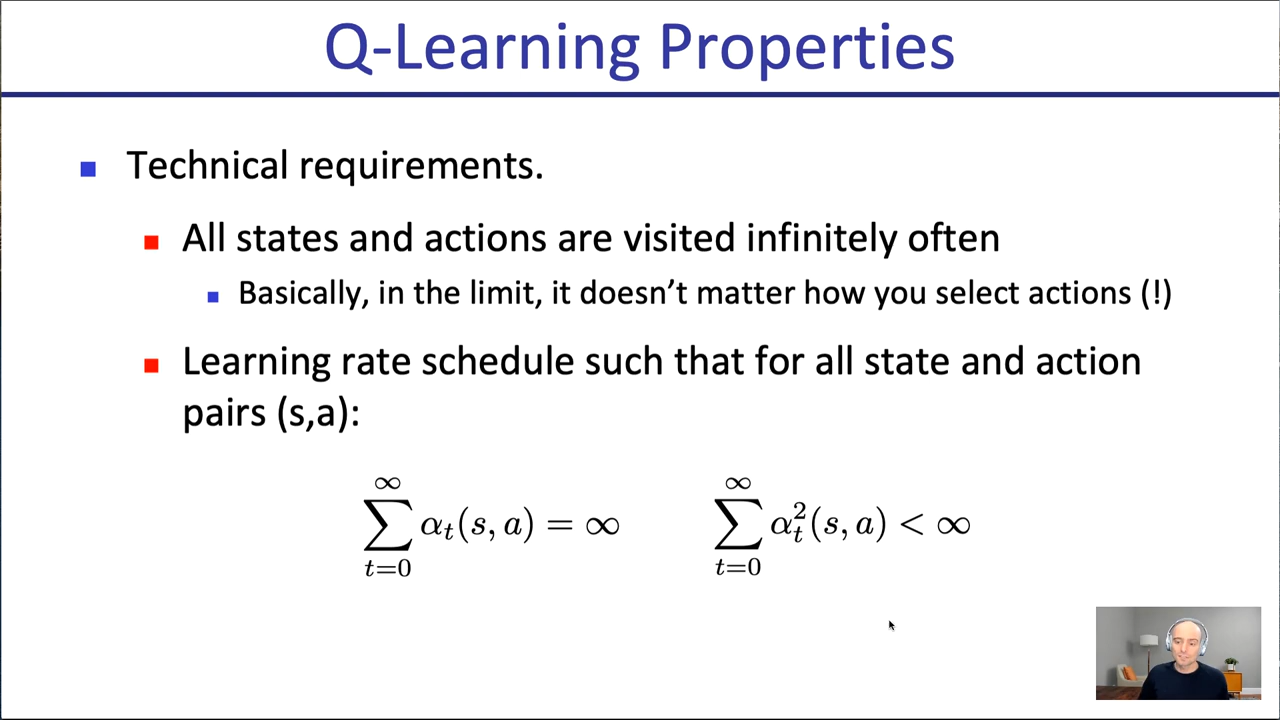 Q-Learning Properties
Technical requirements.
All states and actions are visited infinitely often
Basically, in the limit, it doesn't matter how you select actions (!)
Learning rate schedule such that for all state and action
pairs (s,a):
∑_{t=0}^{∞} α_t(s, a) = ∞    ∑_{t=0}^{∞} α_t^2(s, a) < ∞